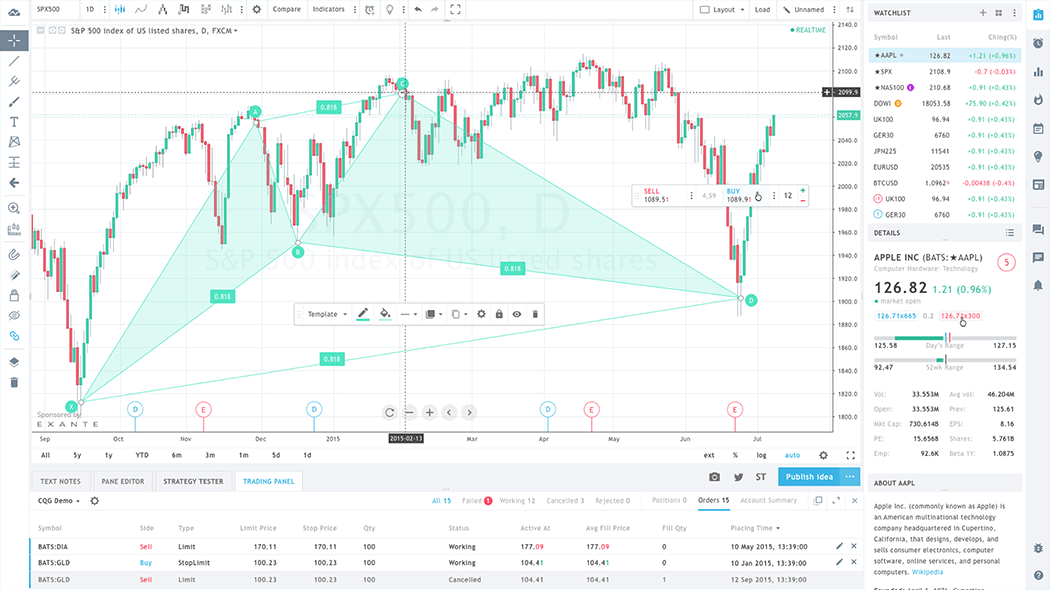 SPX500 1D Compare Indicators Layout Load Unnamed
S&P 500 index of US listed shares, D, FXCM
REALTIME
SPX500, D
S&P 500 index of US listed shares
2140.0
2120.0
2100.0
2099.9
2080.0
2057.9
2040.0
2020.0
2000.0
1980.0
1960.0
1940.0
1920.0
1900.0
1880.0
1860.0
1840.0
1820.0
1800.0
A
C
B
D
X
0.818
0.818
0.818
0.818
SELL 1089.51 4,59 BUY 1089.91 12
Template
Sponsored by
EXANTE
D E D D E E
Sep Oct Nov Dec 2015 2015-02-13 Mar Apr May Jun Jul
All 5y 1y YTD 6m 3m 1m 5d 1d ext % log auto
TEXT NOTES PANE EDITOR STRATEGY TESTER TRADING PANEL
ST Publish Idea
CQG Demo All 15 Failed 1 Working 12 Cancelled 3 Rejected 0 Positions 0 Orders 15 Account Summary
Symbol Side Type Limit Price Stop Price Qty Status Active At Avg Fill Price Fill Qty Placing Time
BATS:DIA Sell Limit 170.11 170.11 100 Working 177.09 177.09 0 10 May 2015, 13:39:00
BATS:GLD Buy StopLimit 100.23 100.23 100 Working 104.41 104.41 0 10 Jan 2015, 13:39:00
BATS:GLD Sell Limit 100.23 100.23 100 Cancelled 104.41 104.41 1 12 Sep 2015, 13:39:00
WATCHLIST
Symbol Last Chng(%)
★AAPL 126.82 +1.21 (+0.96%)
★SPX 2108.9 -0.7 (-0.03%)
★NAS100 210.68 +0.91 (+0.43%)
DOWI 18053.58 +75.90 (+0.42%)
UK100 96.94 +0.91 (+0.43%)
GER30 96.94 +0.91 (+0.43%)
JPN225 11541 +0.91 (+0.43%)
EURUSD 20535 +0.91 (+0.43%)
BTCUSD 1.0962 -0.00438 (-0.4%)
UK100 96.94 +0.91 (+0.43%)
GER30 6760 +0.91 (+0.43%)
DETAILS
APPLE INC (BATS:★AAPL)
Computer Hardware: Technology
5
126.82 1.21 (0.96%)
market open
126.71x665 0.2 126.72x300
125.58 Day's Range 127.15
92.47 52wk Range 134.54
Vol: 33.553M Avg vol: 46.204M
Open: 33.553M Prev: 125.61
Mkt Cap: 730.614B EPS: 8.16
PE: 15.6568 Shares: 5.761B
Emp: 92.6K Beta 1Y: 1.0875
ABOUT AAPL
Apple Inc. (commonly known as Apple) is
an American multinational technology
company headquartered in Cupertino,
California, that designs, develops, and
sells consumer electronics, computer
software, online services, and personal
computers. Wikipedia